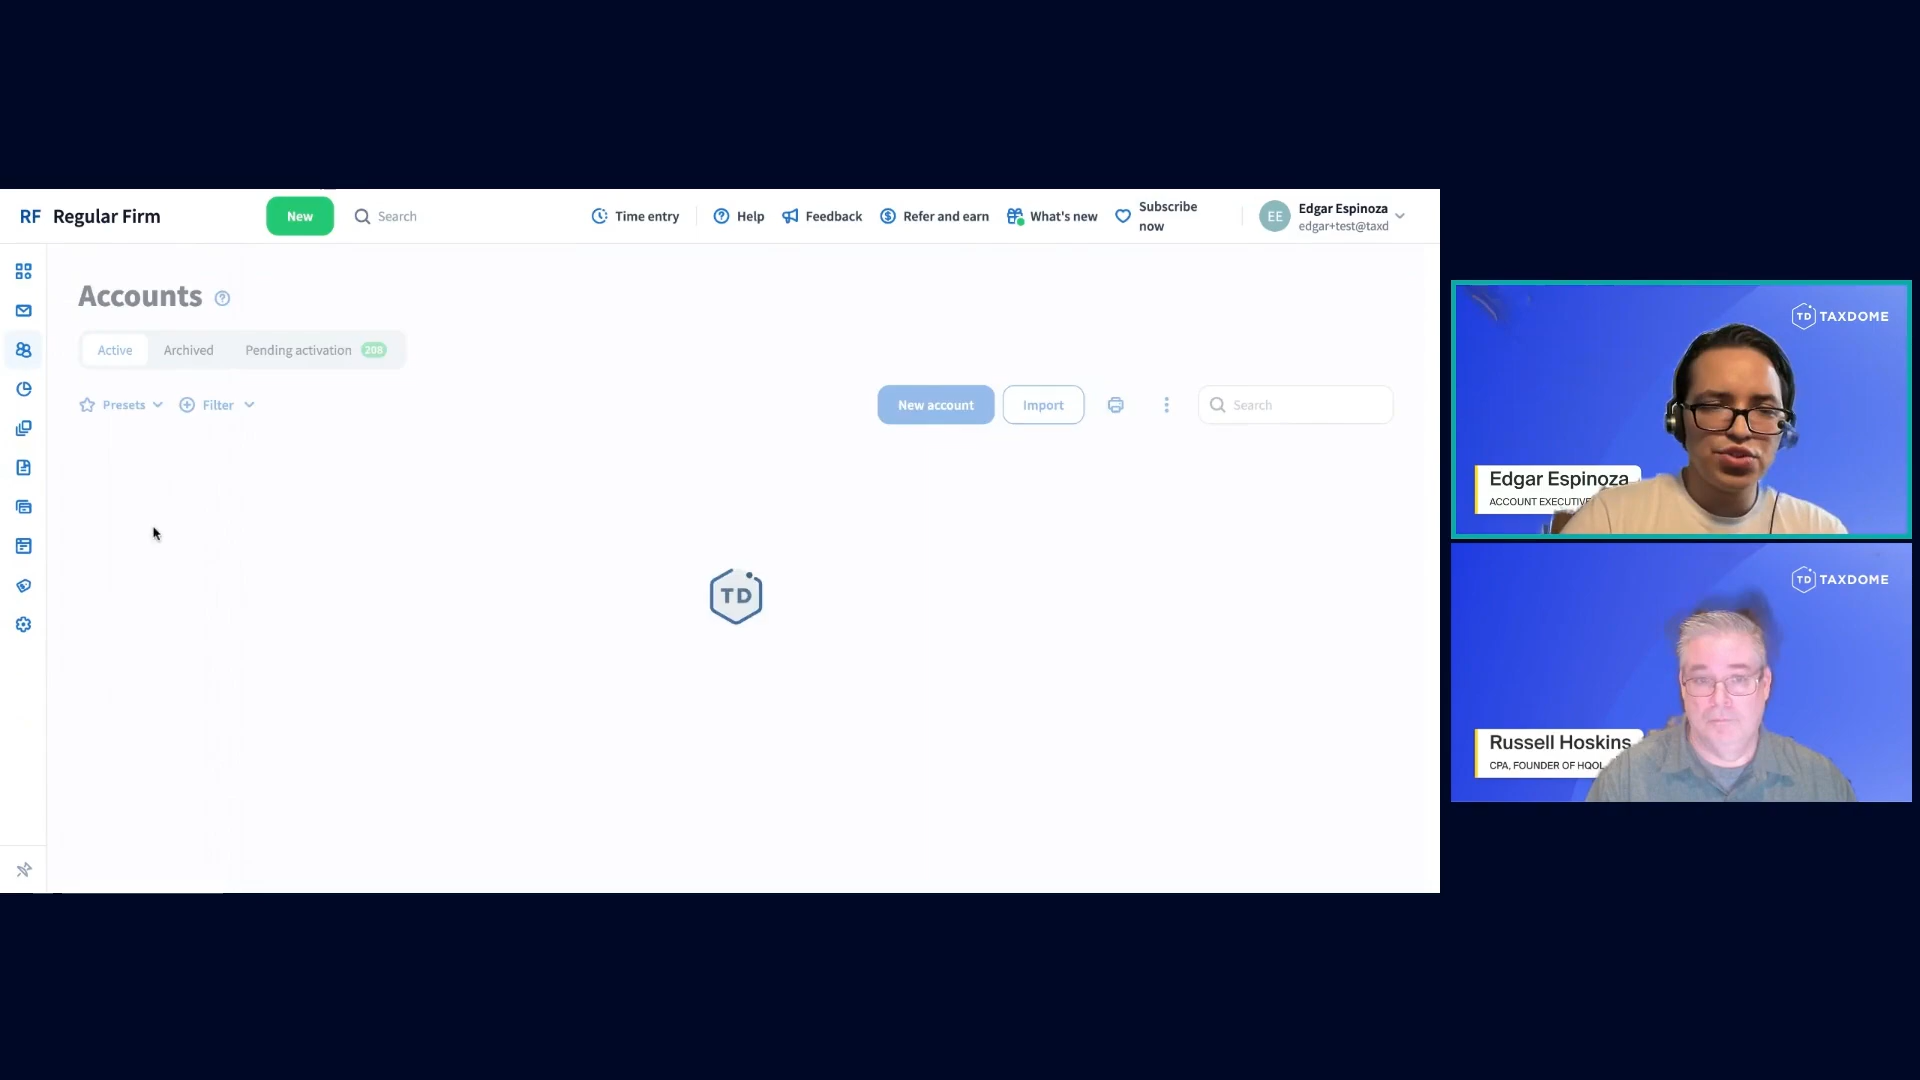 RF Regular Firm
New
Search
Time entry
Help
Feedback
Refer and earn
What's new
Subscribe now
EE
Edgar Espinoza
edgar+test@taxd
Accounts
Active
Archived
Pending activation 208
Presets
Filter
New account
Import
Search
TD
TD TAXDOME
Edgar Espinoza
ACCOUNT EXECUTIVE
TD TAXDOME
Russell Hoskins
CPA, FOUNDER OF HQOL